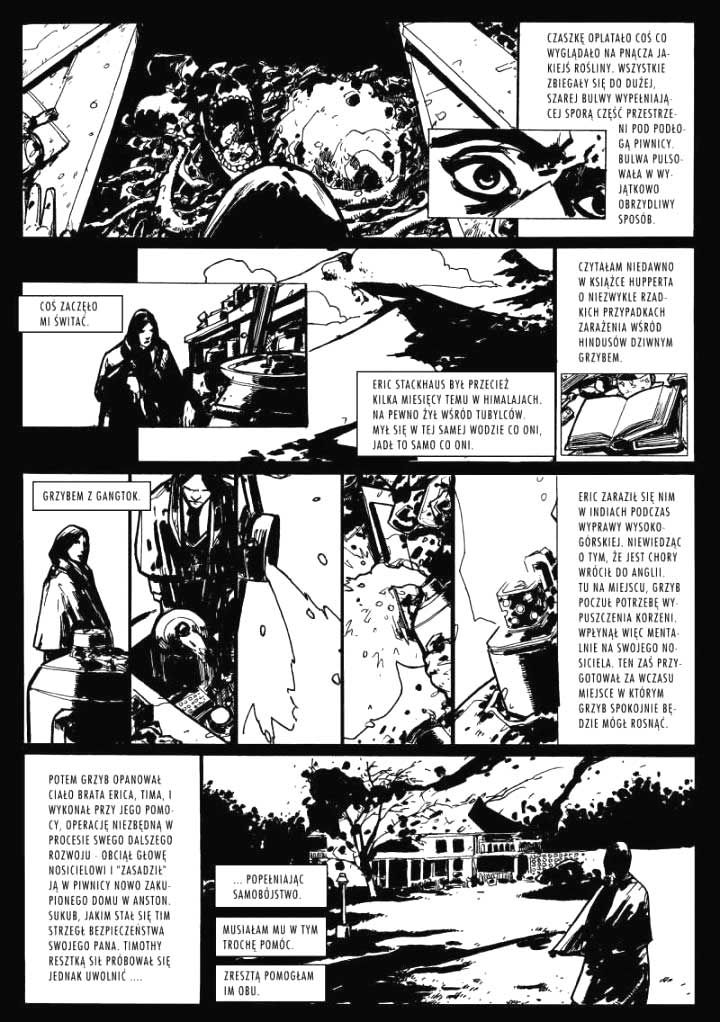 CZASZKĘ OPLATAŁO COŚ CO
WYGLĄDAŁO NA PNĄCZA JA-
KIEJŚ ROŚLINY. WSZYSTKIE
ZBIEGAŁY SIĘ DO DUŻEJ,
SZAREJ BULWY WYPEŁNIAJĄ-
CEJ SPORĄ CZĘŚĆ PRZESTRZE-
NI POD PODŁO-
GĄ PIWNICY.
BULWA PULSO-
WAŁA W WY-
JĄTKOWO
OBRZYDLIWY
SPOSÓB.
COŚ ZACZĘŁO
MI ŚWITAĆ.
ERIC STACKHAUS BYŁ PRZECIEŻ
KILKA MIESIĘCY TEMU W HIMALAJACH.
NA PEWNO ŻYŁ WŚRÓD TUBYLCÓW.
MYŁ SIĘ W TEJ SAMEJ WODZIE CO ONI,
JADŁ TO SAMO CO ONI.
CZYTAŁAM NIEDAWNO
W KSIĄŻCE HUPPERTA
O NIEZWYKLE RZAD-
KICH PRZYPADKACH
ZARAŻENIA WŚRÓD
HINDUSÓW DZIWNYM
GRZYBEM.
GRZYBEM Z GANGTOK.
ERIC ZARAZIŁ SIĘ NIM
W INDIACH PODCZAS
WYPRAWY WYSOKO-
GÓRSKIEJ. NIEWIEDZĄC
O TYM, ŻE JEST CHORY
WRÓCIŁ DO ANGLII.
TU NA MIEJSCU, GRZYB
POCZUŁ POTRZEBĘ WY-
PUSZCZENIA KORZENI.
WPŁYNĄŁ WIĘC MENTA-
LNIE NA SWOJEGO NO-
SICIELA. TEN ZAŚ PRZY-
GOTOWAŁ ZA WCZASU
MIEJSCE W KTÓRYM
GRZYB SPOKOJNIE BĘ-
DZIE MÓGŁ ROSNĄĆ.
POTEM GRZYB OPANOWAŁ
CIAŁO BRATA ERICA, TIMA, I
WYKONAŁ PRZY JEGO POMO-
CY, OPERACJĘ NIEZBĘDNĄ W
PROCESIE SWEGO DALSZEGO
ROZWOJU - OBCIĄŁ GŁOWĘ
NOSICIELOWI I "ZASADZIŁ"
JĄ W PIWNICY NOWO ZAKU-
PIONEGO DOMU W ANSTON.
SUKUB, JAKIM STAŁ SIĘ TIM
STRZEGŁ BEZPIECZEŃSTWA
SWOJEGO PANA. TIMOTHY
RESZTKĄ SIŁ PRÓBOWAŁ SIĘ
JEDNAK UWOLNIĆ ....
... POPEŁNIAJĄC
SAMOBÓJSTWO.
MUSIAŁAM MU W TYM
TROCHĘ POMÓC.
ZRESZTĄ POMOGŁAM
IM OBU.